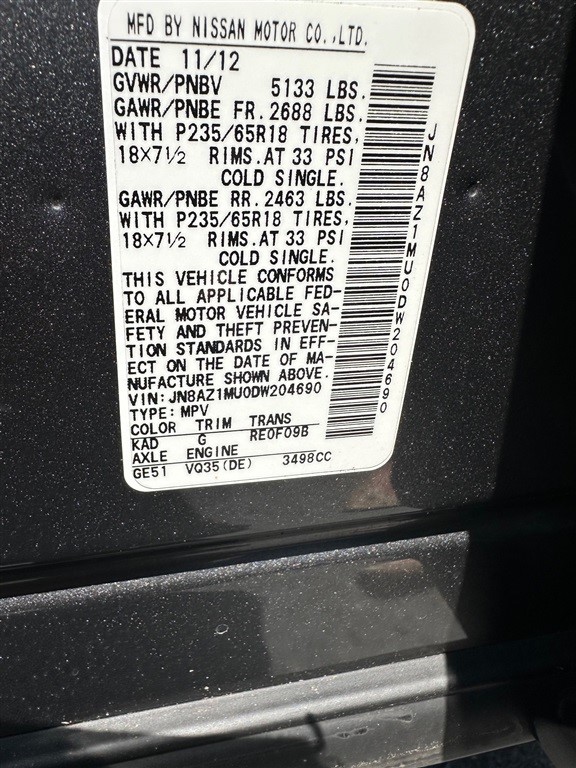 MFD BY NISSAN MOTOR CO.,LTD.
DATE 11/12
GVWR/PNBV 5133 LBS.
GAWR/PNBE FR. 2688 LBS.
WITH P235/65R18 TIRES,
18×7½ RIMS. AT 33 PSI
COLD SINGLE.
GAWR/PNBE RR. 2463 LBS.
WITH P235/65R18 TIRES,
18×7½ RIMS. AT 33 PSI
COLD SINGLE.
THIS VEHICLE CONFORMS
TO ALL APPLICABLE FED-
ERAL MOTOR VEHICLE SA-
FETY AND THEFT PREVEN-
TION STANDARDS IN EFF-
ECT ON THE DATE OF MA-
NUFACTURE SHOWN ABOVE.
VIN: JN8AZ1MU0DW204690
TYPE: MPV
COLOR TRIM TRANS
KAD G RE0F09B
AXLE ENGINE
GE51 VQ35(DE) 3498CC
JN8AZ1MU0DW204690